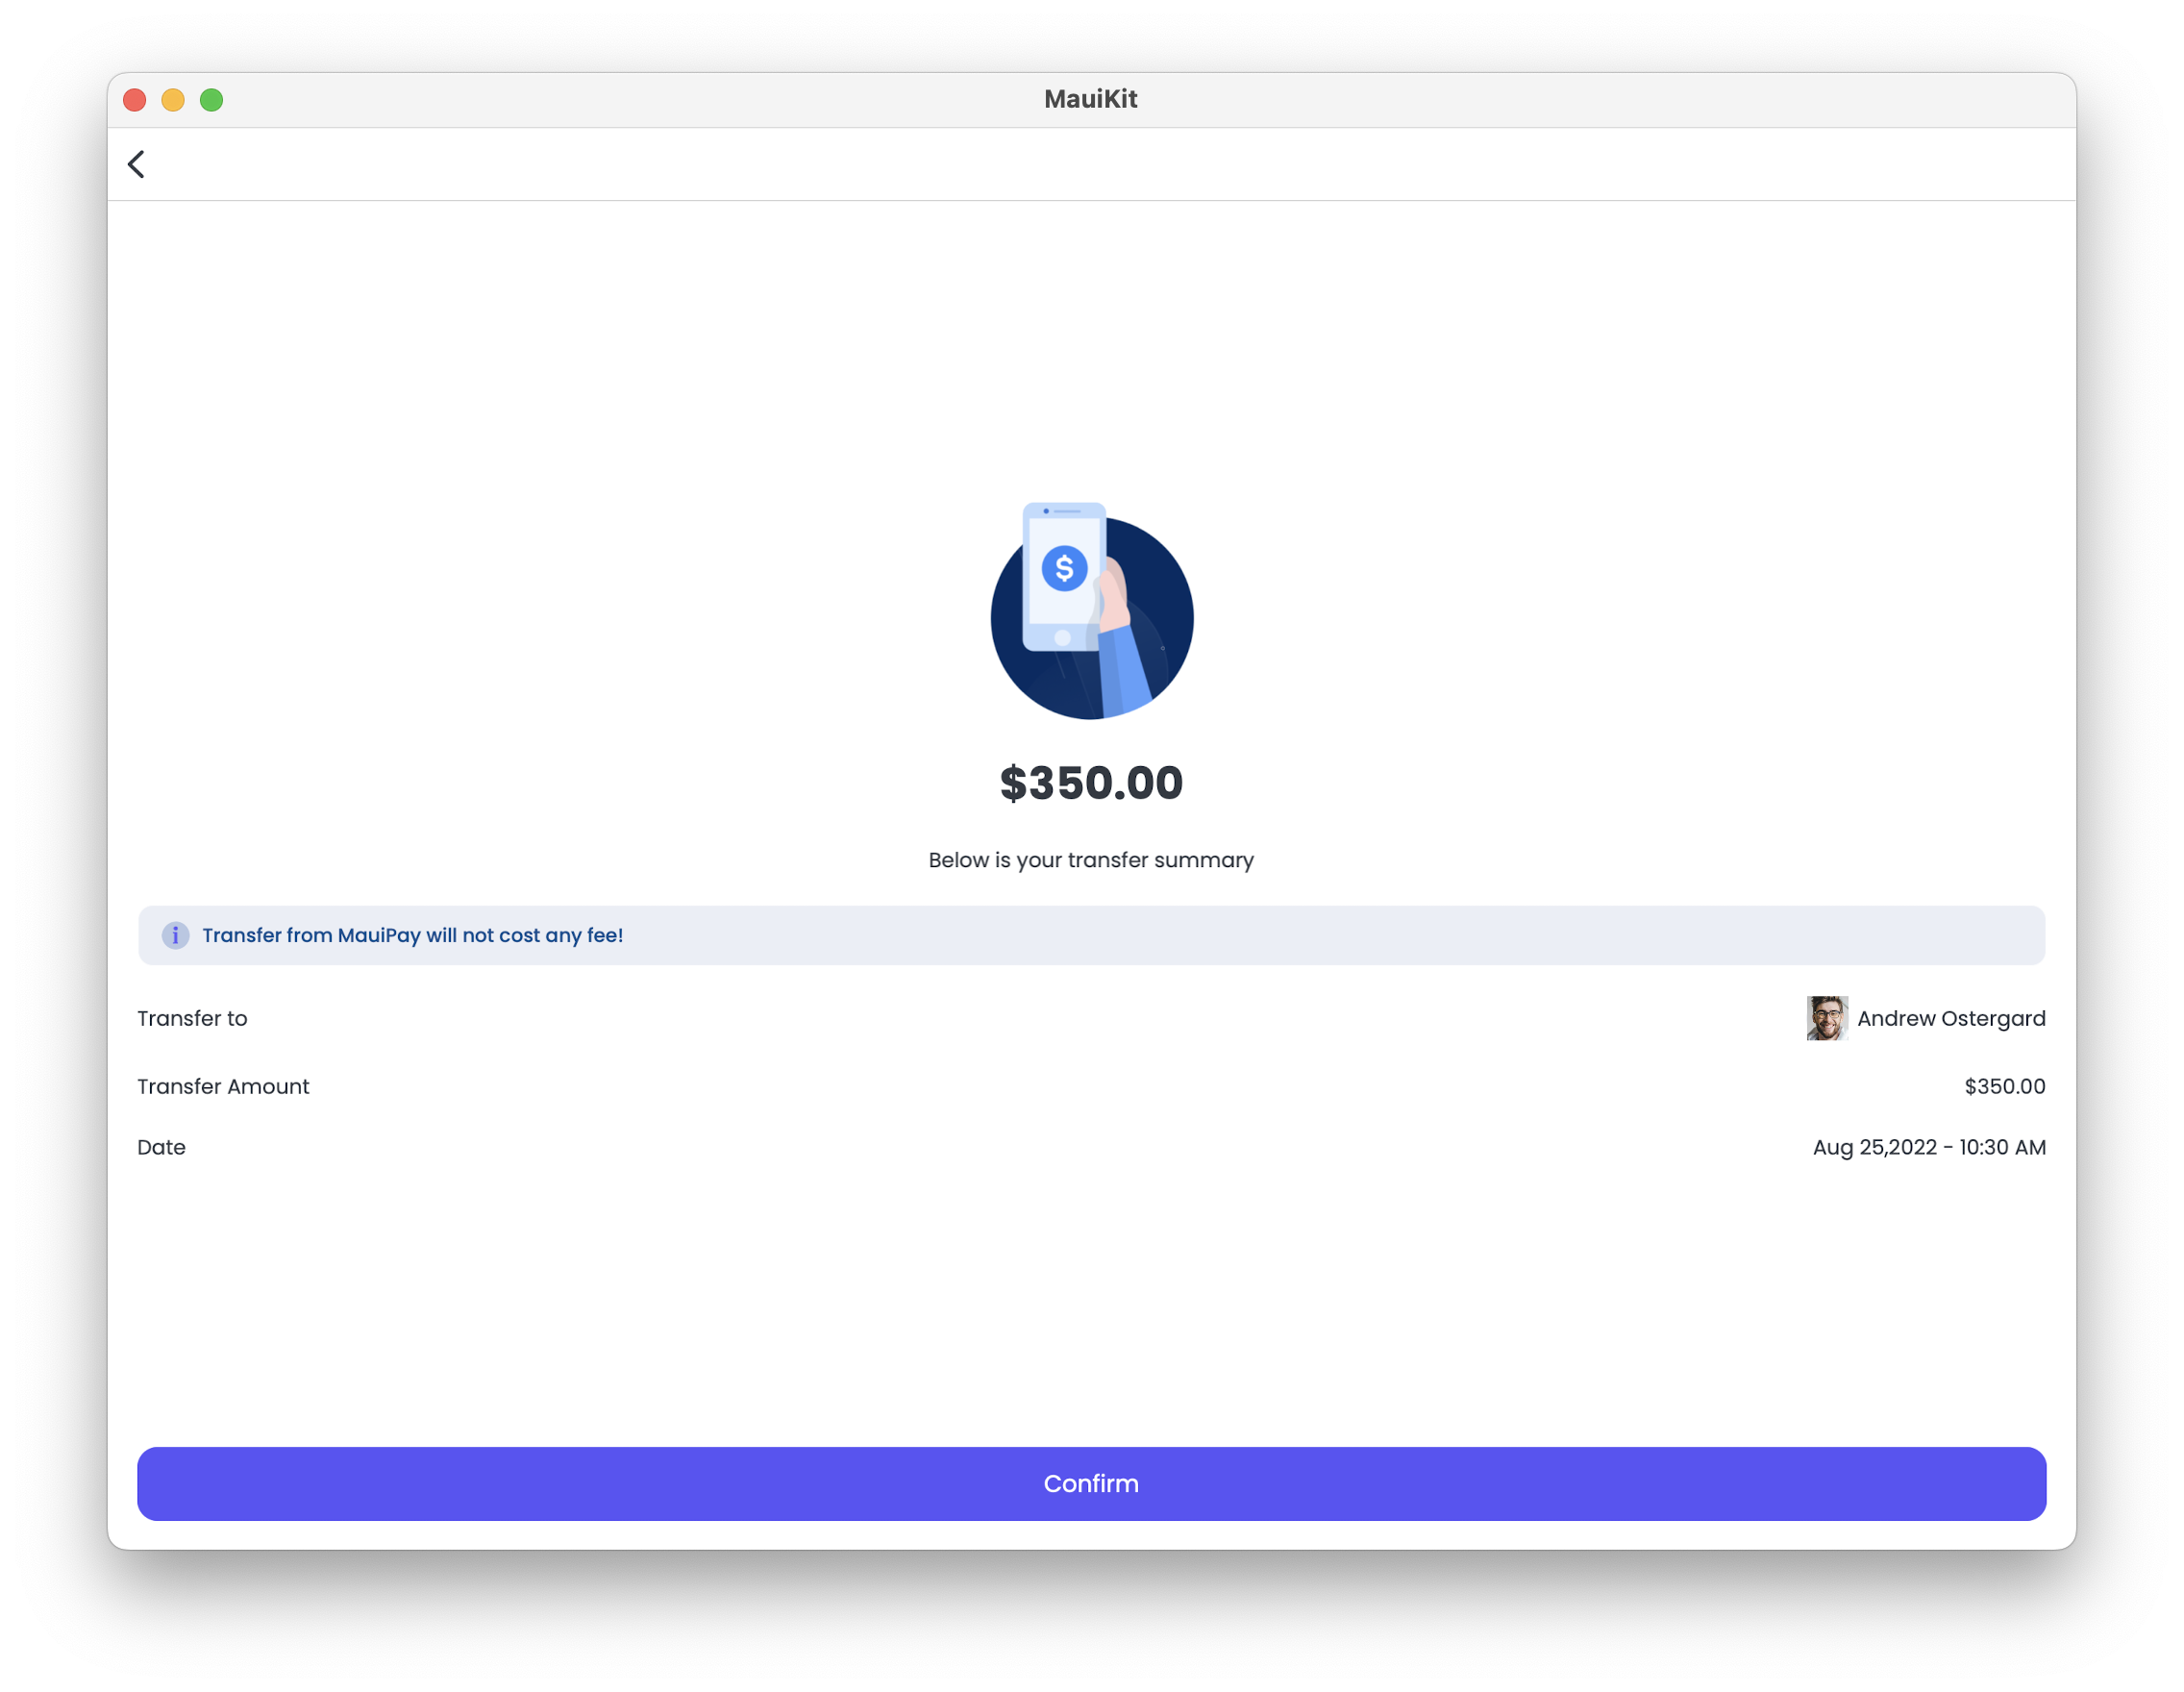 MauiKit
$
$350.00
Below is your transfer summary
i Transfer from MauiPay will not cost any fee!
Transfer to Andrew Ostergard
Transfer Amount $350.00
Date Aug 25,2022 - 10:30 AM
Confirm